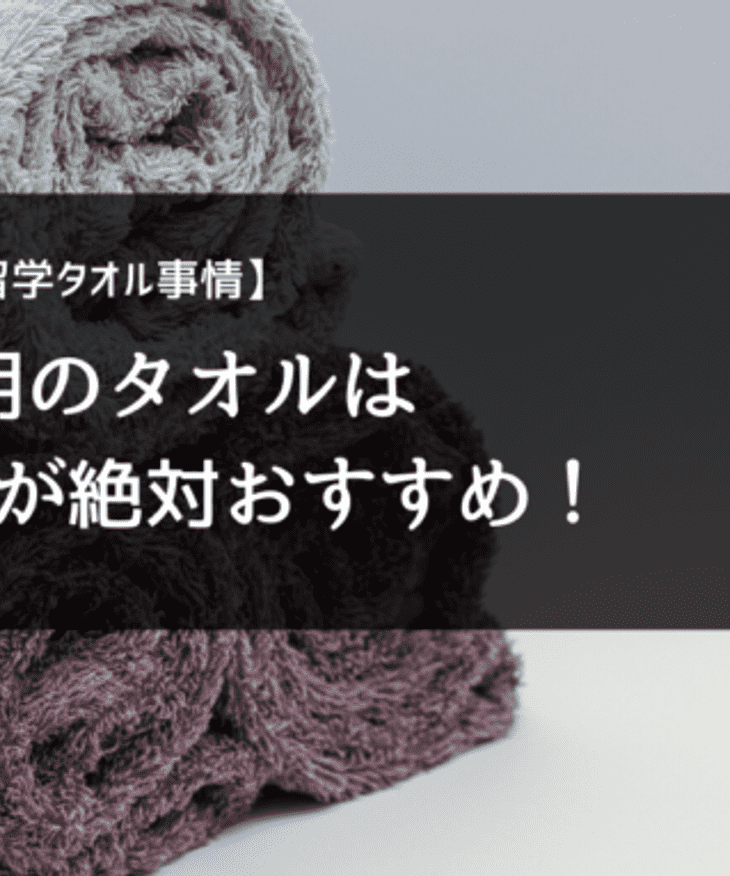 留学タオル事情】
用のタオルは
が絶対おすすめ！